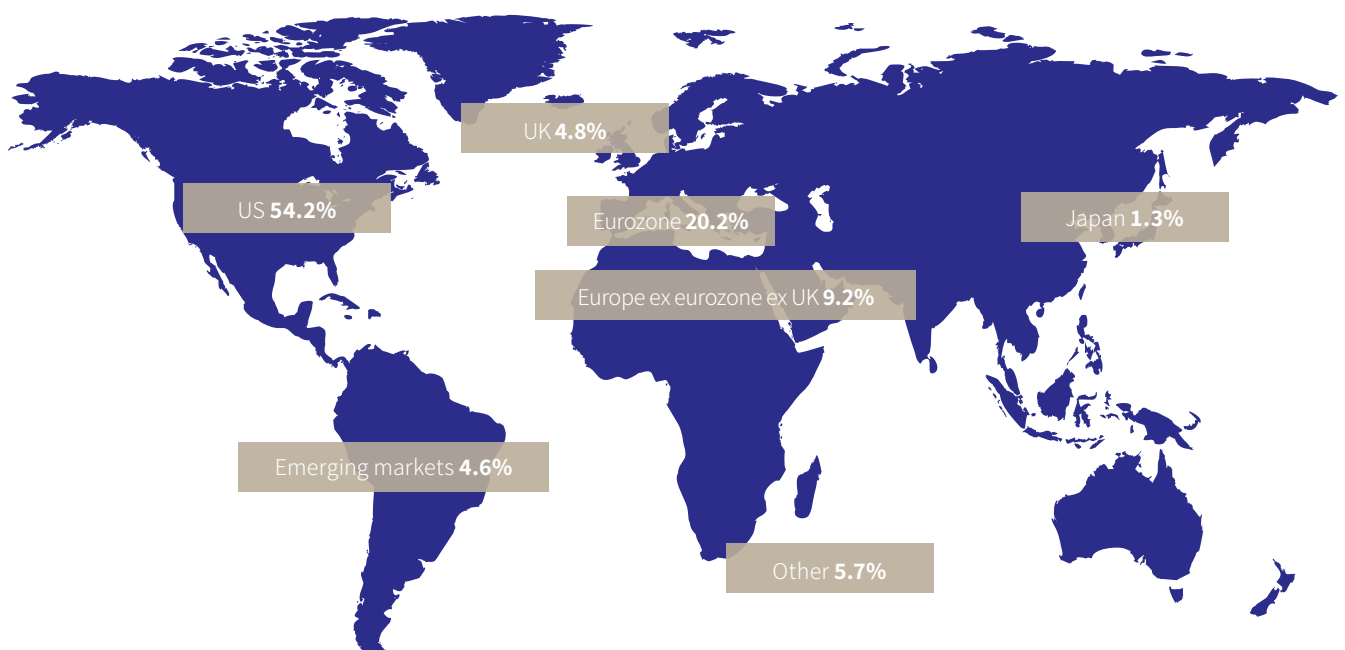 UK 4.8%
US 54.2%
Eurozone 20.2%
Japan 1.3%
Europe ex eurozone ex UK 9.2%
Emerging markets 4.6%
Other 5.7%